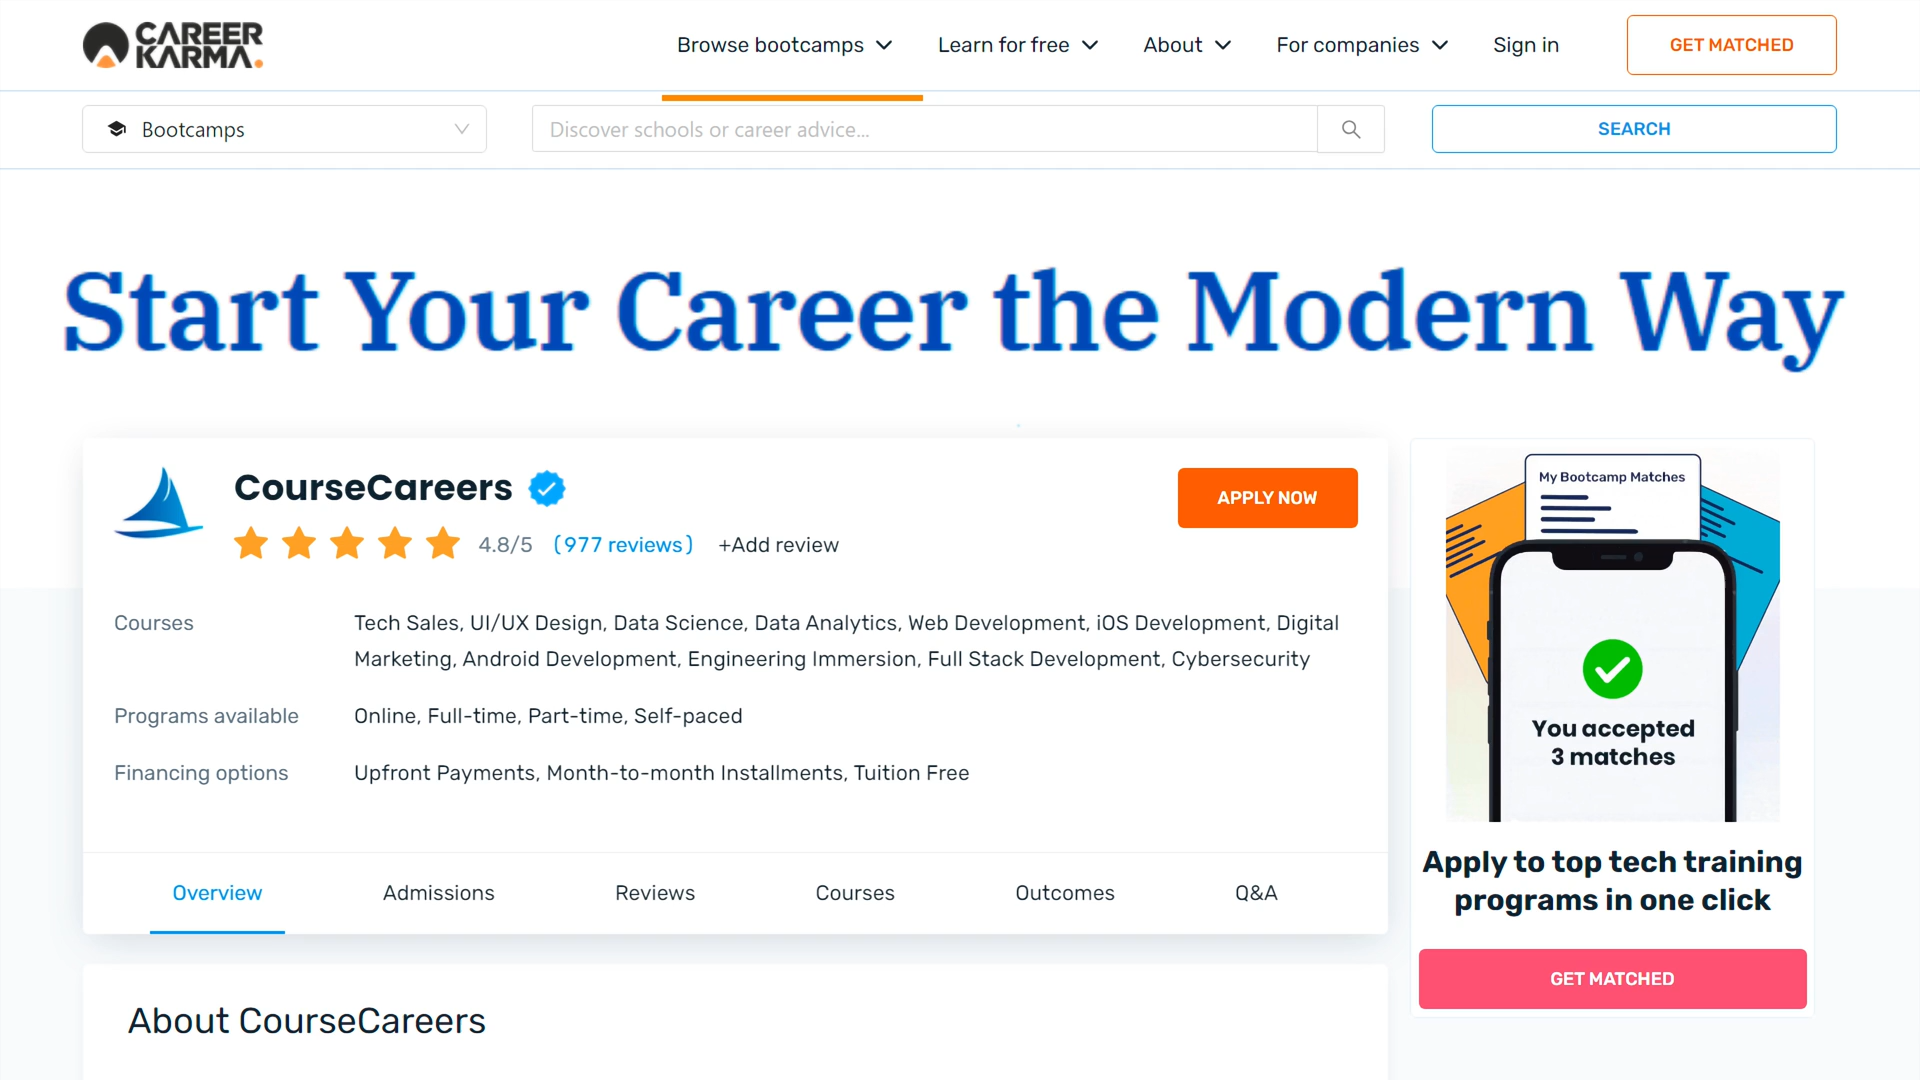 CAREER KARMA.
Browse bootcamps
Learn for free
About
For companies
Sign in
GET MATCHED
Bootcamps
Discover schools or career advice...
SEARCH
Start Your Career the Modern Way
CourseCareers
4.8/5 (977 reviews) +Add review
APPLY NOW
Courses
Tech Sales, UI/UX Design, Data Science, Data Analytics, Web Development, iOS Development, Digital
Marketing, Android Development, Engineering Immersion, Full Stack Development, Cybersecurity
Programs available
Online, Full-time, Part-time, Self-paced
Financing options
Upfront Payments, Month-to-month Installments, Tuition Free
Overview
Admissions
Reviews
Courses
Outcomes
Q&A
My Bootcamp Matches
You accepted
3 matches
Apply to top tech training
programs in one click
GET MATCHED
About CourseCareers